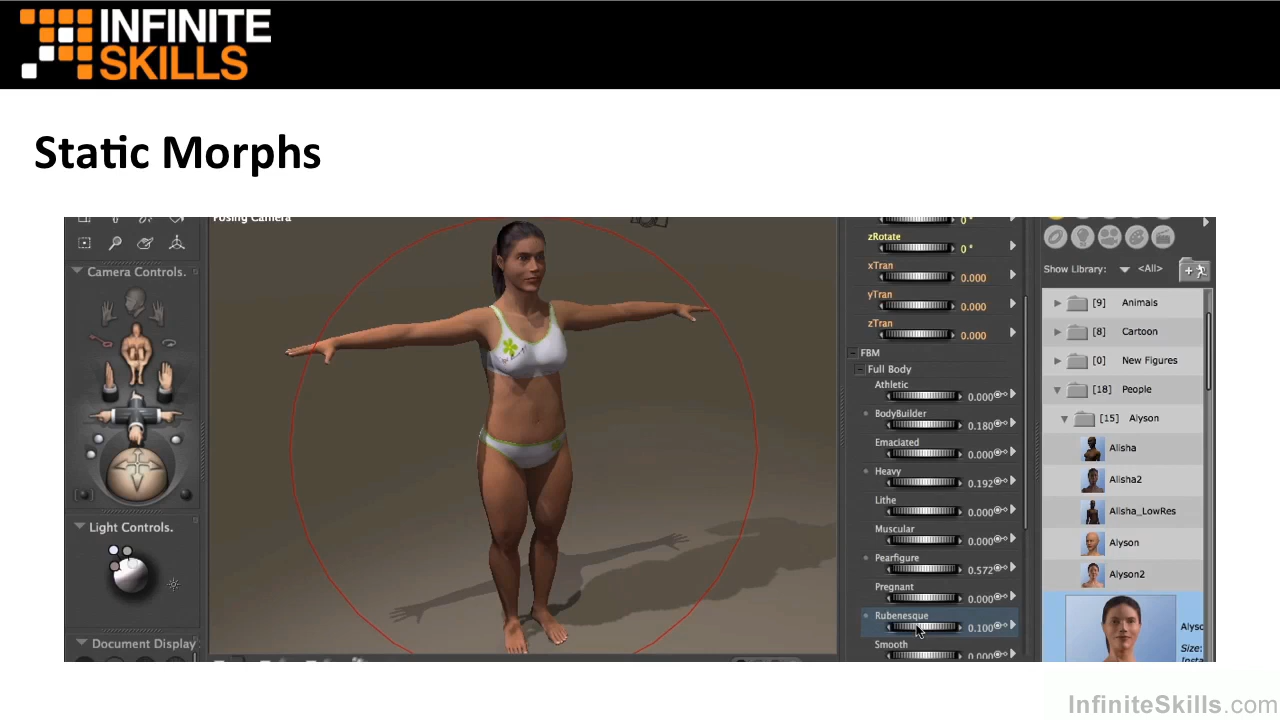 INFINITE
SKILLS
Static Morphs
Posing Camera
Camera Controls.
Light Controls.
Document Display
0 °
zRotate
0 °
xTran
0.000
yTran
0.000
zTran
0.000
FBM
Full Body
Athletic
0.000
BodyBuilder
0.180
Emaciated
0.000
Heavy
0.192
Lithe
0.000
Muscular
0.000
Pearfigure
0.572
Pregnant
0.000
Rubenesque
0.100
Smooth
0.000
Show Library: <All>
[9] Animals
[8] Cartoon
[0] New Figures
[18] People
[15] Alyson
Alisha
Alisha2
Alisha_LowRes
Alyson
Alyson2
Size:
InfiniteSkills.com